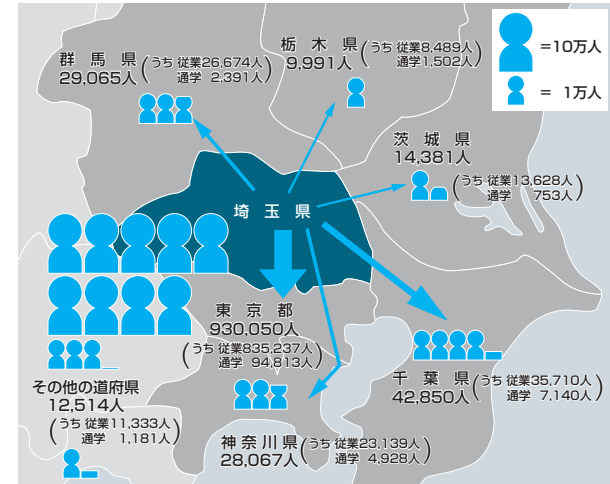 群馬県
29,065人
(うち 従業26,674人
通学 2,391人)
栃木県
9,991人
(うち 従業8,489人
通学1,502人)
=10万人
= 1万人
茨城県
14,381人
(うち 従業13,628人
通学 753人)
埼玉県
東京都
930,050人
(うち 従業835,237人
通学 94,813人)
千葉県
42,850人
(うち 従業35,710人
通学 7,140人)
その他の道府県
12,514人
(うち 従業11,333人
通学 1,181人)
神奈川県
28,067人
(うち 従業23,139人
通学 4,928人)